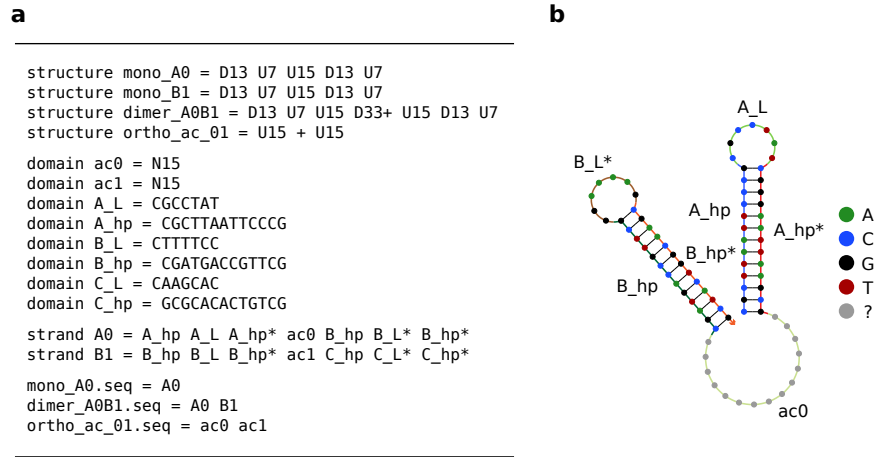 a
structure mono_A0 = D13 U7 U15 D13 U7
structure mono_B1 = D13 U7 U15 D13 U7
structure dimer_A0B1 = D13 U7 U15 D33+ U15 D13 U7
structure ortho_ac_01 = U15 + U15
domain ac0 = N15
domain ac1 = N15
domain A_L = CGCCTAT
domain A_hp = CGCTTAATTCCCG
domain B_L = CTTTTCC
domain B_hp = CGATGACCGTTCG
domain C_L = CAAGCAC
domain C_hp = GCGCACACTGTCG
strand A0 = A_hp A_L A_hp* ac0 B_hp B_L* B_hp*
strand B1 = B_hp B_L B_hp* ac1 C_hp C_L* C_hp*
mono_A0.seq = A0
dimer_A0B1.seq = A0 B1
ortho_ac_01.seq = ac0 ac1
b
A_L
B_L*
A_hp
A_hp*
B_hp*
B_hp
ac0
A
C
G
T
?